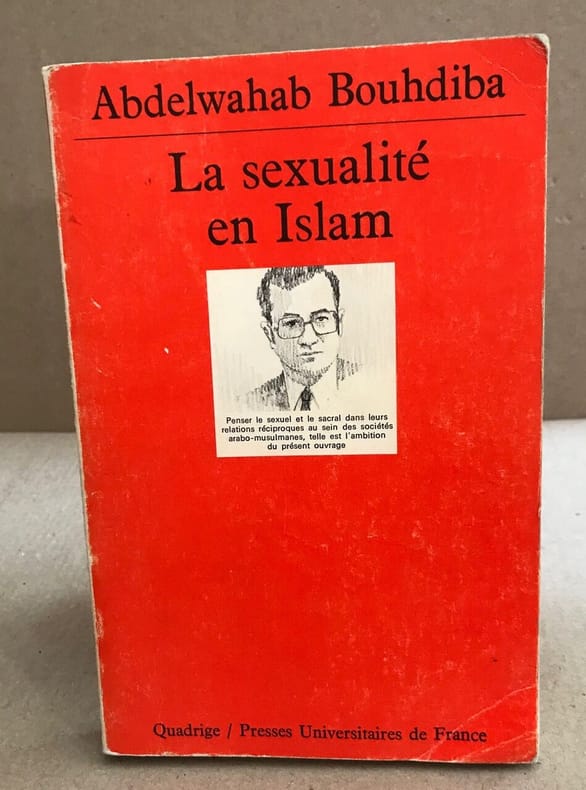 Abdelwahab Bouhdiba
La sexualité
en Islam
Penser le sexuel et le sacral dans leurs
relations réciproques au sein des sociétés
arabo-musulmanes, telle est l'ambition
du présent ouvrage
Quadrige / Presses Universitaires de France